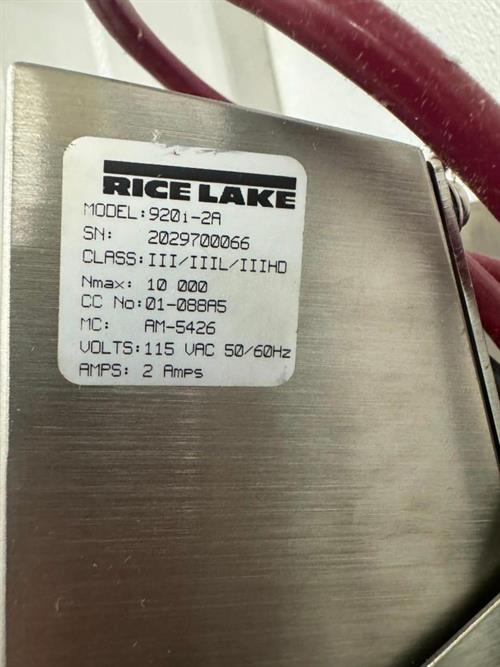 RICE LAKE
MODEL:920i-2A
SN: 2029700066
CLASS:III/IIIL/IIIHD
Nmax: 10 000
CC No:01-088A5
MC: AM-5426
VOLTS:115 VAC 50/60Hz
AMPS: 2 Amps